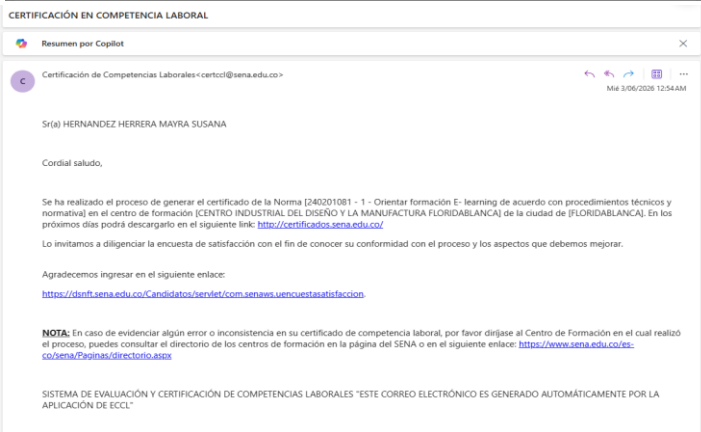 CERTIFICACIÓN EN COMPETENCIA LABORAL
Resumen por Copilot
C
Certificación de Competencias Laborales<certccl@sena.edu.co>
Mié 3/06/2026 12:54 AM
Sr(a) HERNANDEZ HERRERA MAYRA SUSANA
Cordial saludo,
Se ha realizado el proceso de generar el certificado de la Norma [240201081 - 1 - Orientar formación E- learning de acuerdo con procedimientos técnicos y
normativa] en el centro de formación [CENTRO INDUSTRIAL DEL DISEÑO Y LA MANUFACTURA FLORIDABLANCA] de la ciudad de [FLORIDABLANCA]. En los
próximos días podrá descargarlo en el siguiente link: http://certificados.sena.edu.co/
Lo invitamos a diligenciar la encuesta de satisfacción con el fin de conocer su conformidad con el proceso y los aspectos que debemos mejorar.
Agradecemos ingresar en el siguiente enlace:
https://dsnft.sena.edu.co/Candidatos/servlet/com.senaws.uencuestasatisfaccion.
NOTA: En caso de evidenciar algún error o inconsistencia en su certificado de competencia laboral, por favor diríjase al Centro de Formación en el cual realizó
el proceso, puedes consultar el directorio de los centros de formación en la página del SENA o en el siguiente enlace: https://www.sena.edu.co/es-
co/sena/Paginas/directorio.aspx
SISTEMA DE EVALUACIÓN Y CERTIFICACIÓN DE COMPETENCIAS LABORALES "ESTE CORREO ELECTRÓNICO ES GENERADO AUTOMÁTICAMENTE POR LA
APLICACIÓN DE ECCL"